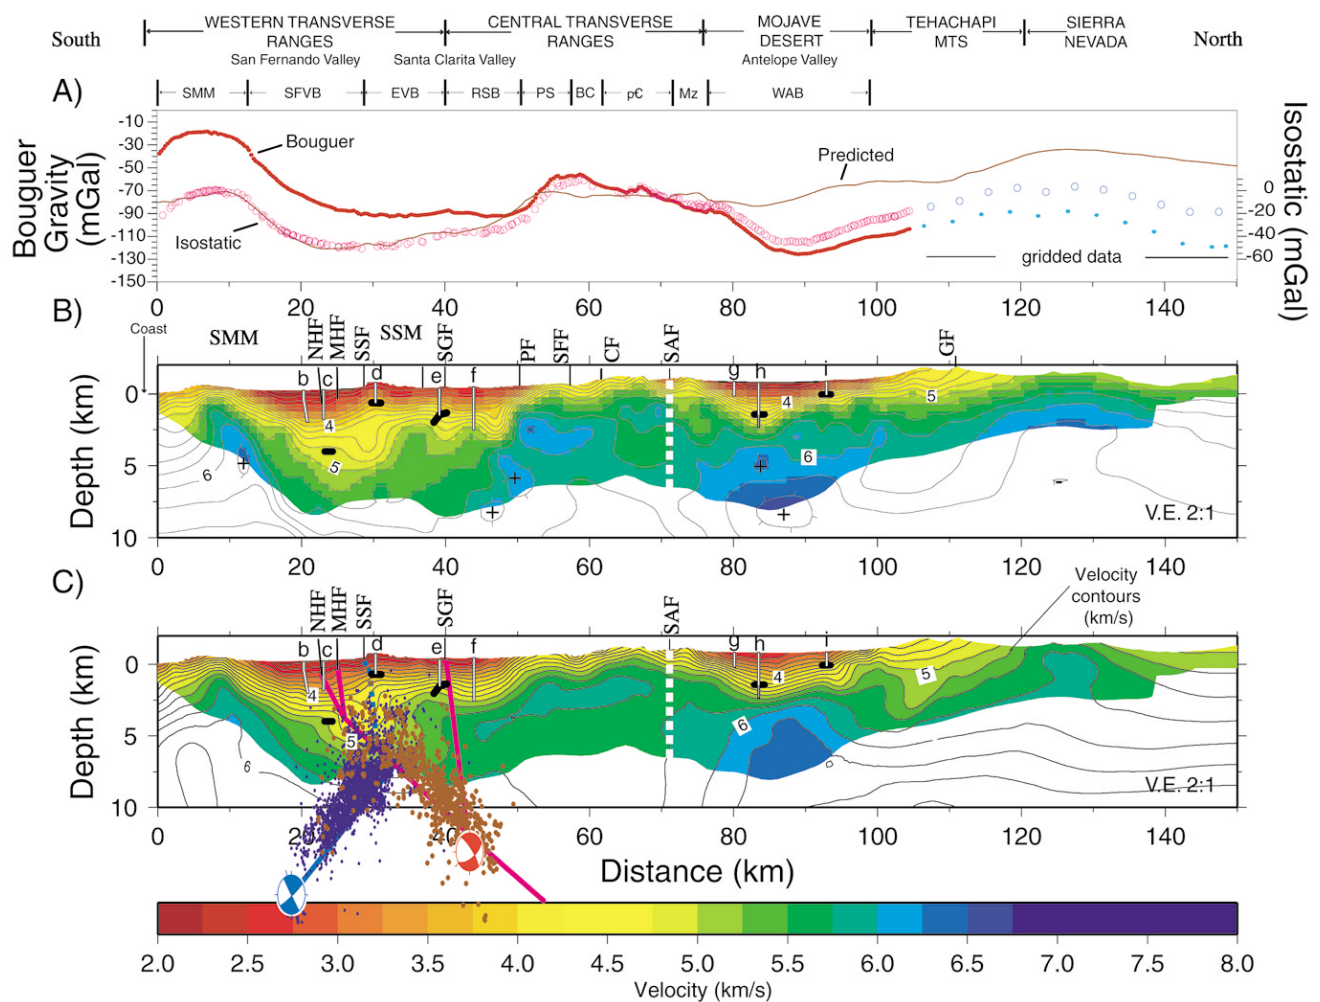 WESTERN TRANSVERSE RANGES
CENTRAL TRANSVERSE RANGES
MOJAVE DESERT
TEHACHAPI MTS
SIERRA NEVADA
South
North
San Fernando Valley
Santa Clarita Valley
Antelope Valley
A)
SMM
SFVB
EVB
RSB
PS
BC
p€
Mz
WAB
Bouguer Gravity (mGal)
-10
-30
-50
-70
-90
-110
-130
-150
Bouguer
Isostatic
Predicted
gridded data
0
-20
-40
-60
Isostatic (mGal)
0
20
40
60
80
100
120
140
B)
Coast
SMM
NHF
MHF
SSF
SSM
SGF
PF
SFF
CF
SAF
GF
b
c
d
e
f
g
h
i
Depth (km)
0
5
10
4
5
6
4
5
6
V.E. 2:1
0
20
40
60
80
100
120
140
C)
NHF
MHF
SSF
SGF
SAF
Velocity contours (km/s)
b
c
d
e
f
g
h
i
Depth (km)
0
5
10
4
5
6
4
5
6
V.E. 2:1
0
20
40
60
80
100
120
140
Distance (km)
2.0
2.5
3.0
3.5
4.0
4.5
5.0
5.5
6.0
6.5
7.0
7.5
8.0
Velocity (km/s)